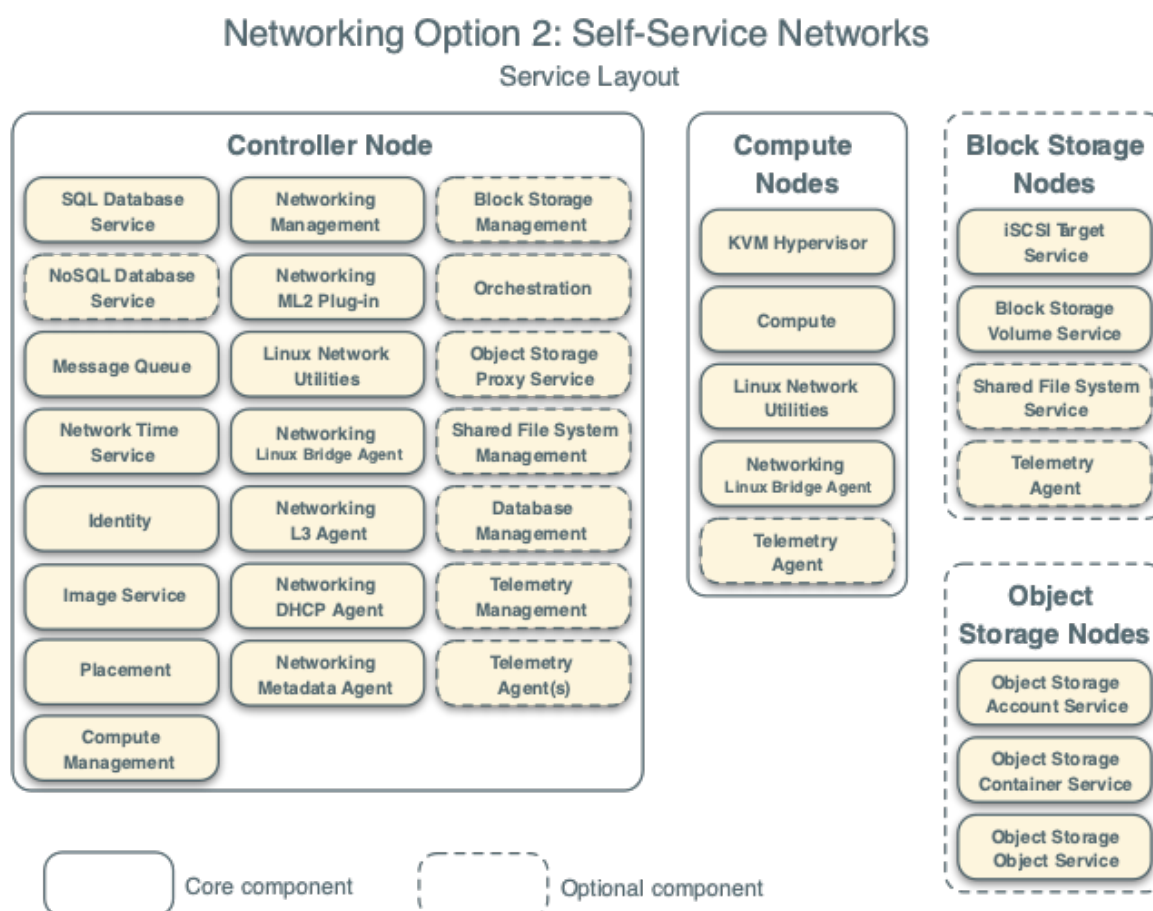 Networking Option 2: Self-Service Networks
Service Layout
Controller Node
SQL Database
Service
Networking
Management
Block Storage
Management
NoSQL Database
Service
Networking
ML2 Plug-in
Orchestration
Message Queue
Linux Network
Utilities
Object Storage
Proxy Service
Network Time
Service
Networking
Linux Bridge Agent
Shared File System
Management
Identity
Networking
L3 Agent
Database
Management
Image Service
Networking
DHCP Agent
Telemetry
Management
Placement
Networking
Metadata Agent
Telemetry
Agent(s)
Compute
Management
Compute
Nodes
KVM Hypervisor
Compute
Linux Network
Utilities
Networking
Linux Bridge Agent
Telemetry
Agent
Block Storage
Nodes
iSCSI Target
Service
Block Storage
Volume Service
Shared File System
Service
Telemetry
Agent
Object
Storage Nodes
Object Storage
Account Service
Object Storage
Container Service
Object Storage
Object Service
Core component
Optional component